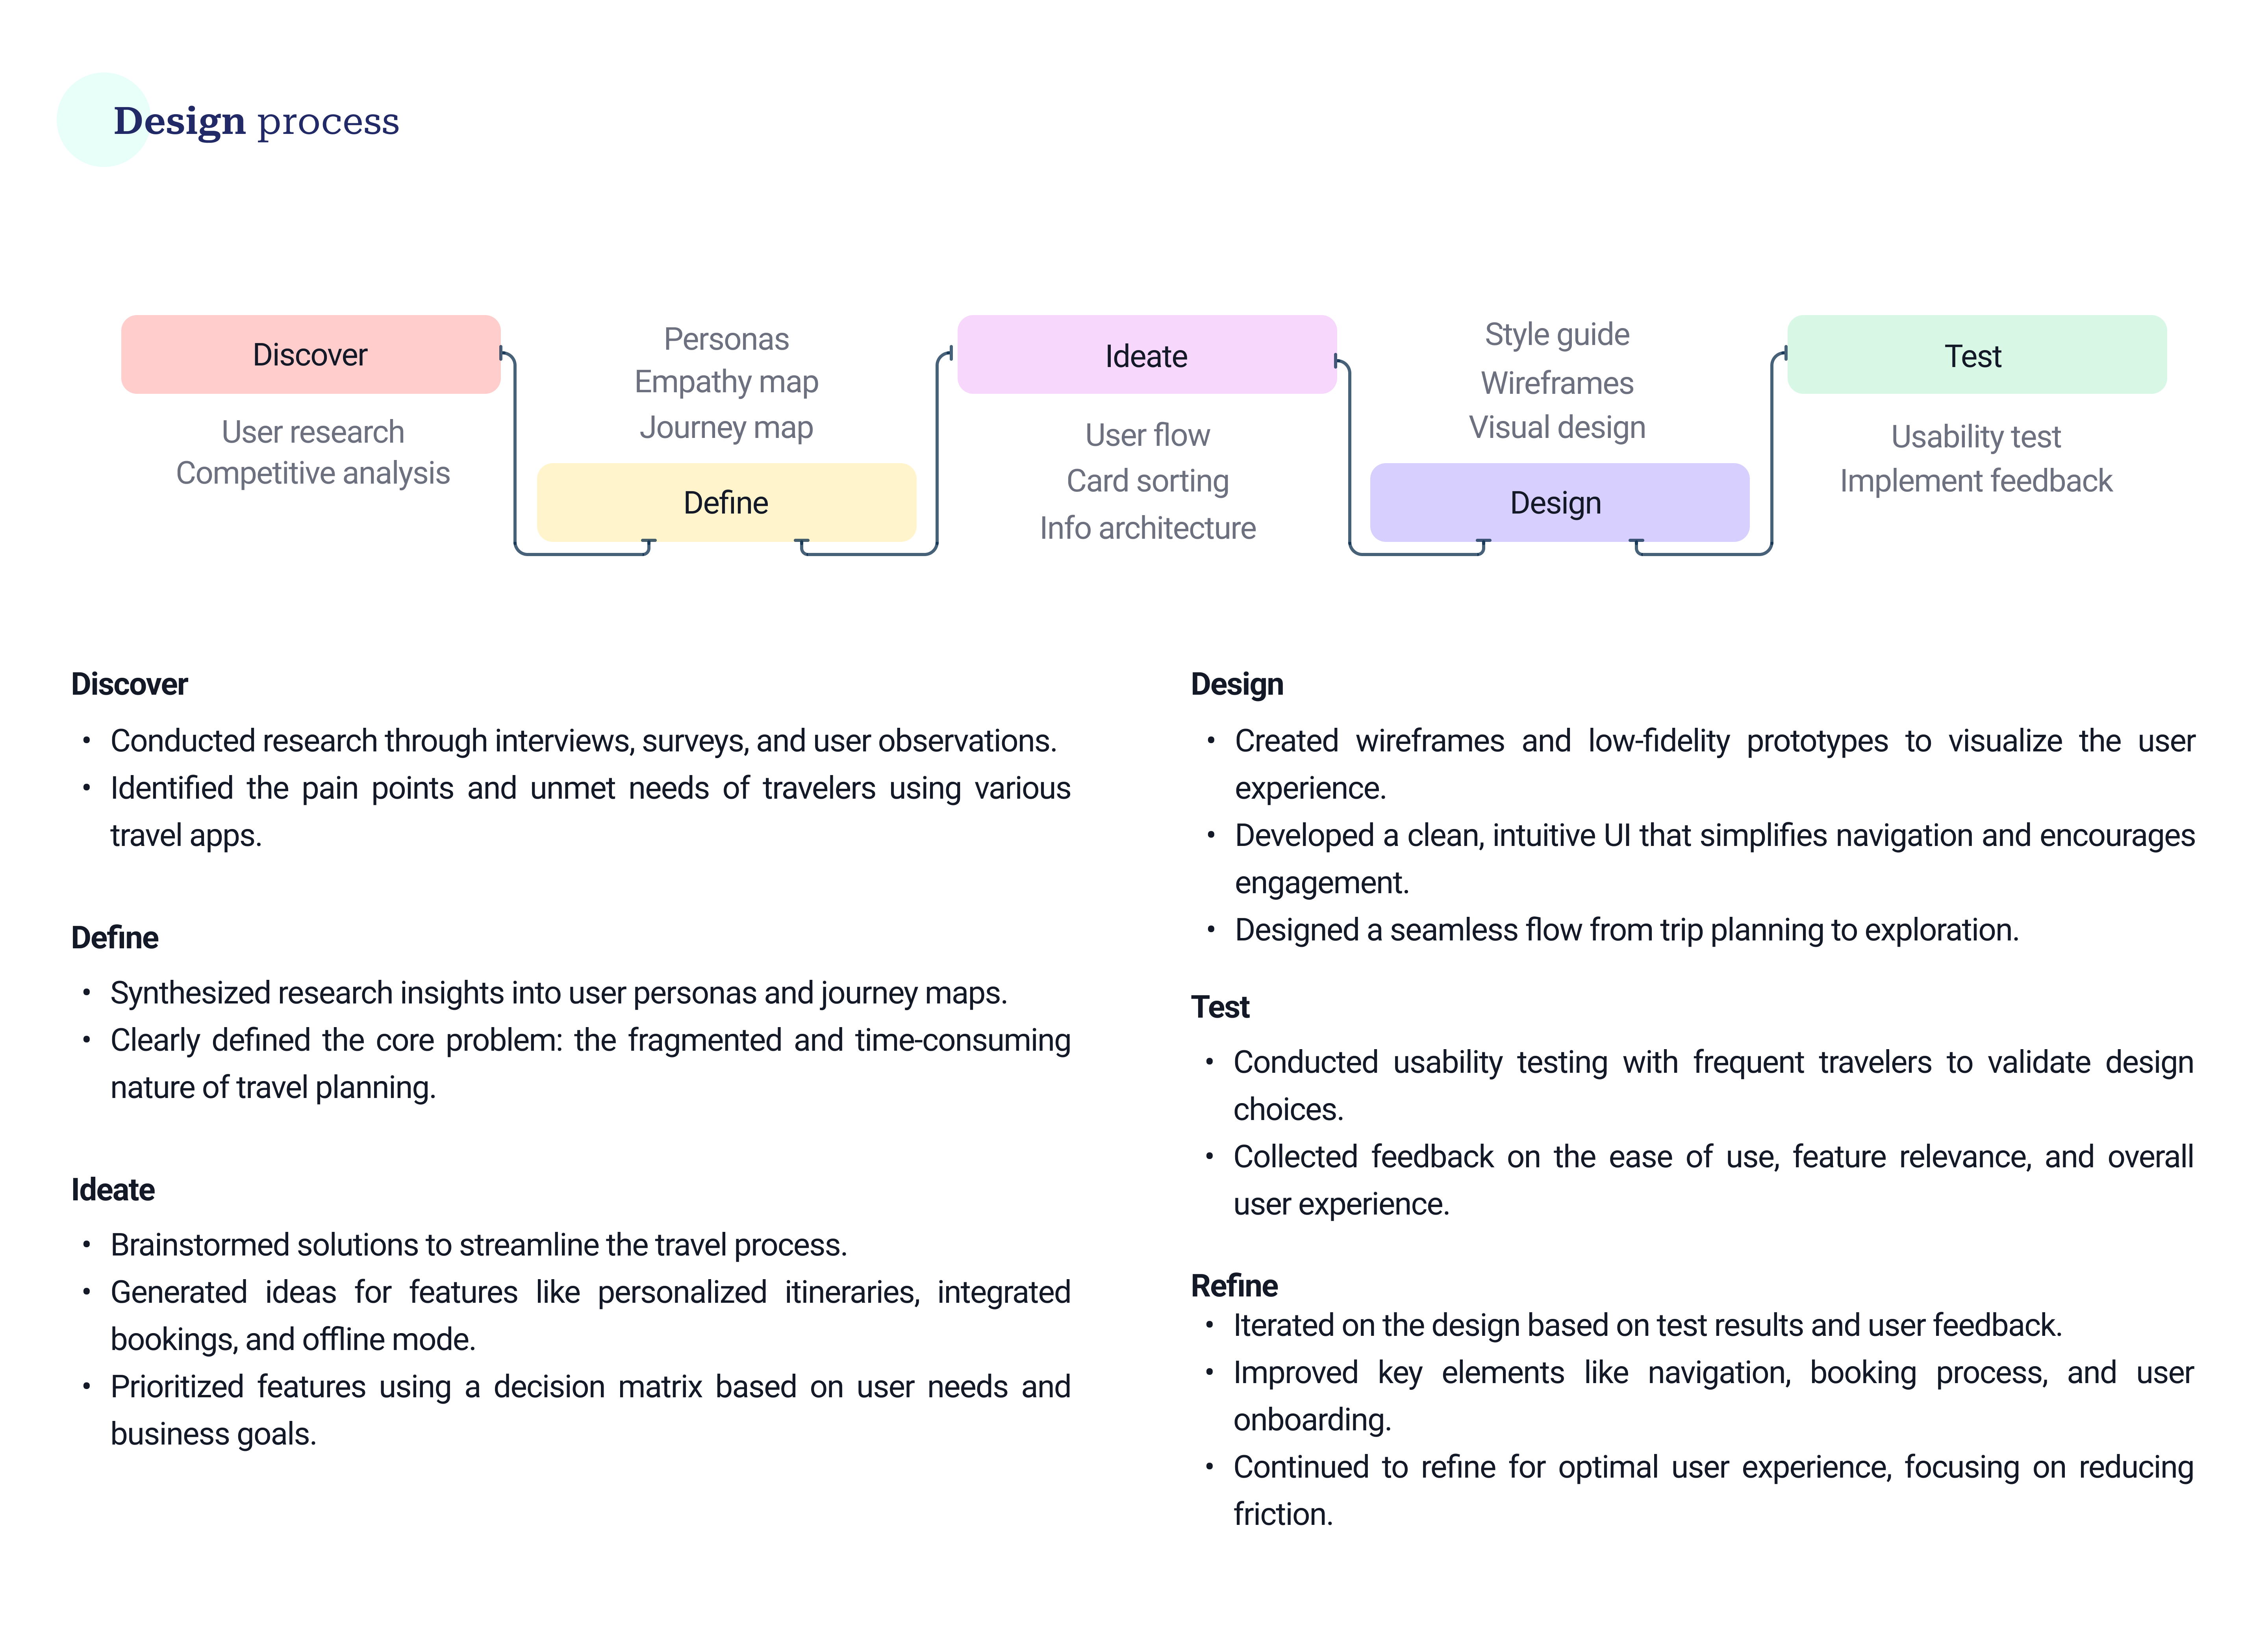 Design process
Discover
User research
Competitive analysis
Personas
Empathy map
Journey map
Define
Ideate
User flow
Card sorting
Info architecture
Style guide
Wireframes
Visual design
Design
Test
Usability test
Implement feedback
Discover
• Conducted research through interviews, surveys, and user observations.
• Identified the pain points and unmet needs of travelers using various
travel apps.
Define
• Synthesized research insights into user personas and journey maps.
• Clearly defined the core problem: the fragmented and time-consuming
nature of travel planning.
Ideate
• Brainstormed solutions to streamline the travel process.
• Generated ideas for features like personalized itineraries, integrated
bookings, and offline mode.
• Prioritized features using a decision matrix based on user needs and
business goals.
Design
• Created wireframes and low-fidelity prototypes to visualize the user
experience.
• Developed a clean, intuitive UI that simplifies navigation and encourages
engagement.
• Designed a seamless flow from trip planning to exploration.
Test
• Conducted usability testing with frequent travelers to validate design
choices.
• Collected feedback on the ease of use, feature relevance, and overall
user experience.
Refine
• Iterated on the design based on test results and user feedback.
• Improved key elements like navigation, booking process, and user
onboarding.
• Continued to refine for optimal user experience, focusing on reducing
friction.